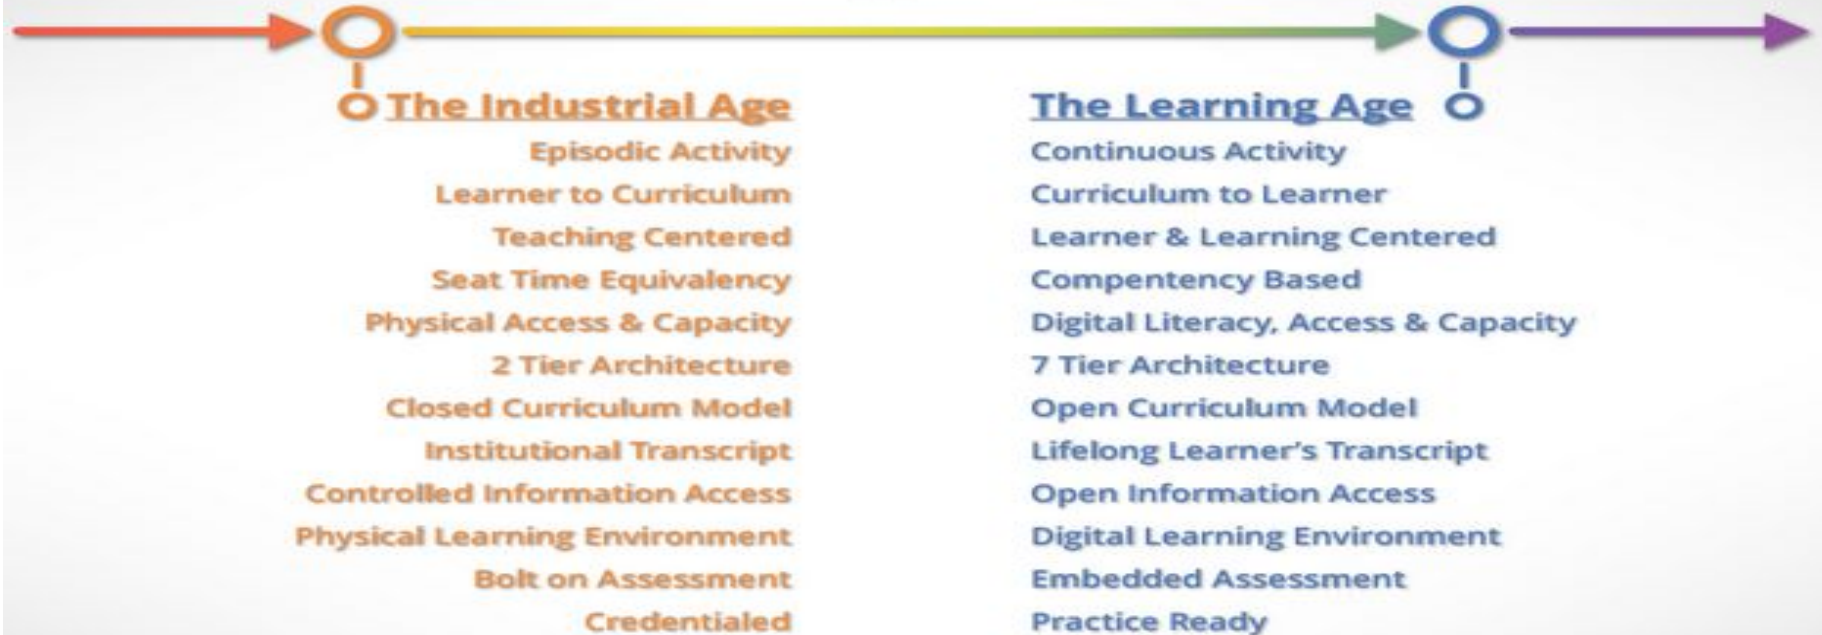 The Industrial Age
Episodic Activity
Learner to Curriculum
Teaching Centered
Seat Time Equivalency
Physical Access & Capacity
2 Tier Architecture
Closed Curriculum Model
Institutional Transcript
Controlled Information Access
Physical Learning Environment
Bolt on Assessment
Credentialed
The Learning Age
Continuous Activity
Curriculum to Learner
Learner & Learning Centered
Compentency Based
Digital Literacy, Access & Capacity
7 Tier Architecture
Open Curriculum Model
Lifelong Learner’s Transcript
Open Information Access
Digital Learning Environment
Embedded Assessment
Practice Ready